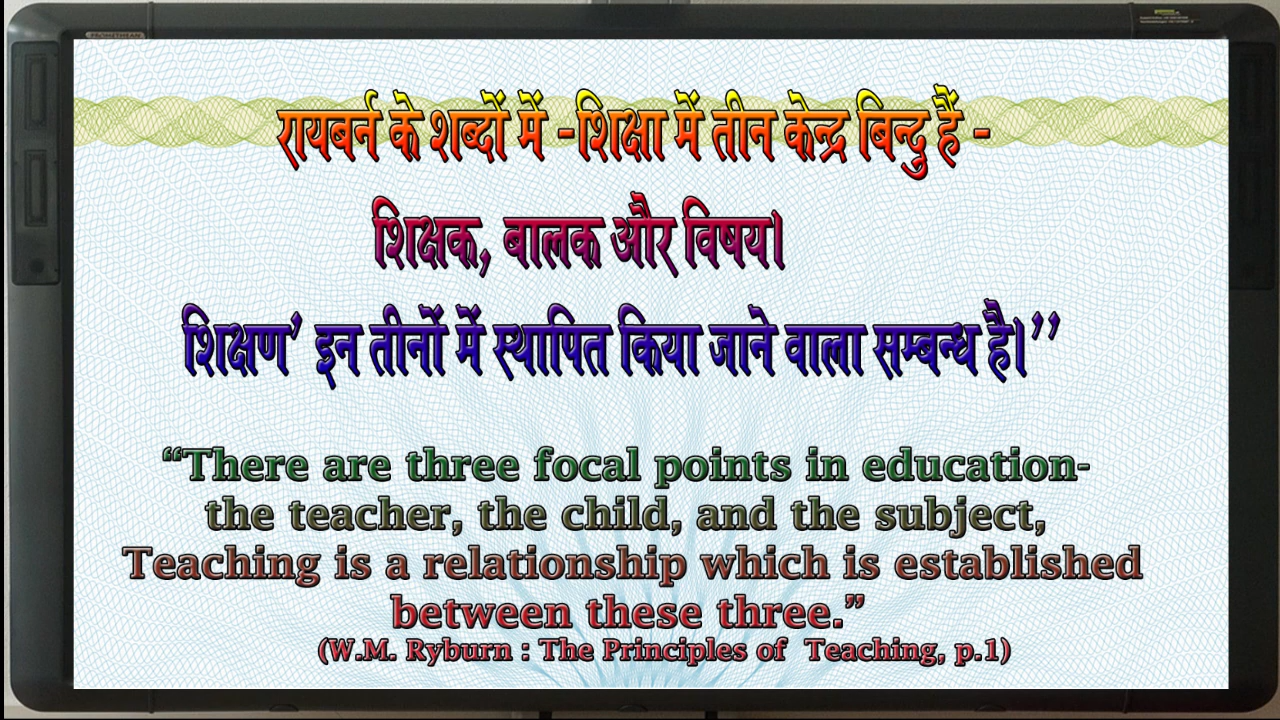 रायबर्न के शब्दों में -शिक्षा में तीन केन्द्र बिन्दु हैं -
शिक्षक, बालक और विषय।
शिक्षण’ इन तीनों में स्थापित किया जाने वाला सम्बन्ध है।’’
“There are three focal points in education-
the teacher, the child, and the subject,
Teaching is a relationship which is established
between these three.”
(W.M. Ryburn : The Principles of Teaching, p.1)